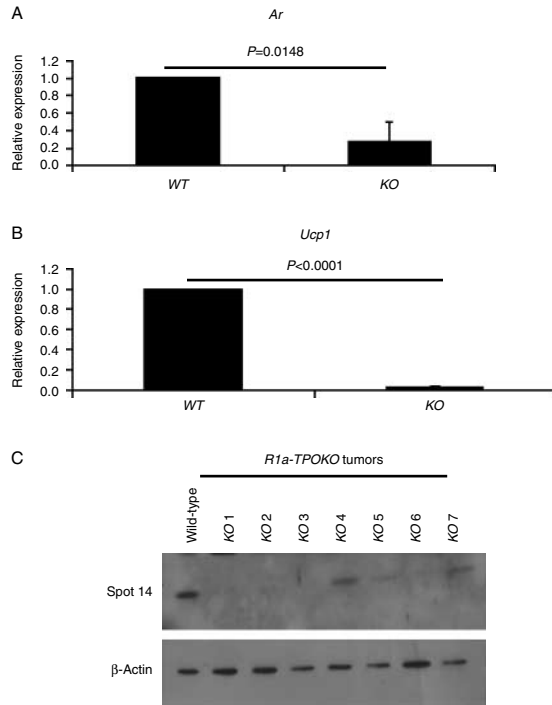 A
Ar
P=0.0148
Relative expression
1.2
1.0
0.8
0.6
0.4
0.2
0.0
WT KO
B
Ucp1
P<0.0001
Relative expression
1.2
1.0
0.8
0.6
0.4
0.2
0.0
WT KO
C
R1a-TPOKO tumors
Wild-type KO 1 KO 2 KO 3 KO 4 KO 5 KO 6 KO 7
Spot 14
β-Actin